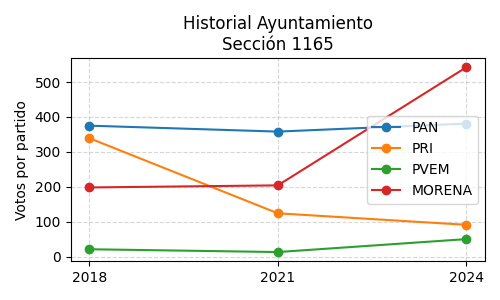 Historial Ayuntamiento
Sección 1165
Votos por partido
500
400
300
200
100
0
2018
2021
2024
PAN
PRI
PVEM
MORENA